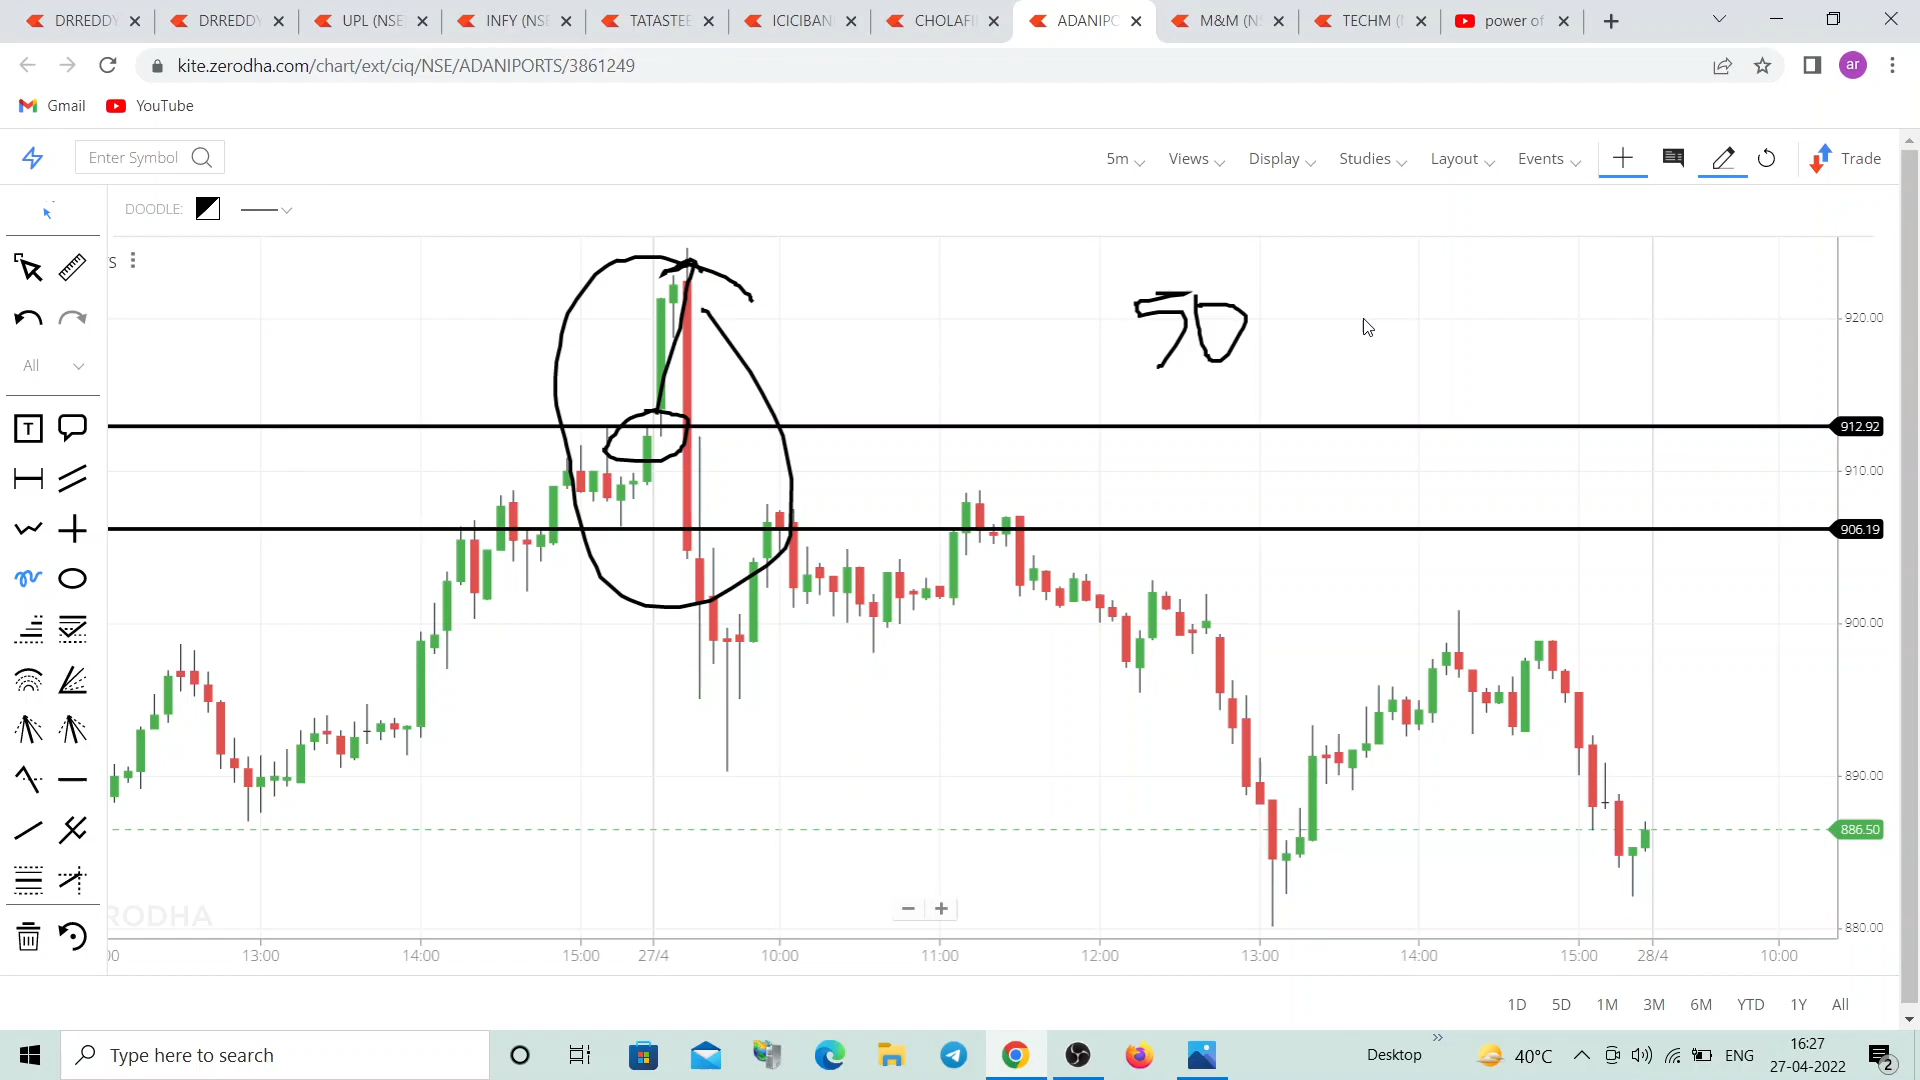 DRREDDY
DRREDDY
UPL (NSE
INFY (NSE
TATASTEE
ICICIBAN
CHOLAFI
ADANIPO
M&M (NS
TECHM (
power of
kite.zerodha.com/chart/ext/ciq/NSE/ADANIPORTS/3861249
ar
Gmail
YouTube
Enter Symbol
5m
Views
Display
Studies
Layout
Events
Trade
DOODLE:
S
50
920.00
All
T
912.92
910.00
906.19
900.00
890.00
886.50
RODHA
880.00
00
13:00
14:00
15:00
27/4
10:00
11:00
12:00
13:00
14:00
15:00
28/4
10:00
1D
5D
1M
3M
6M
YTD
1Y
All
Type here to search
Desktop
40°C
ENG
16:27
27-04-2022
2